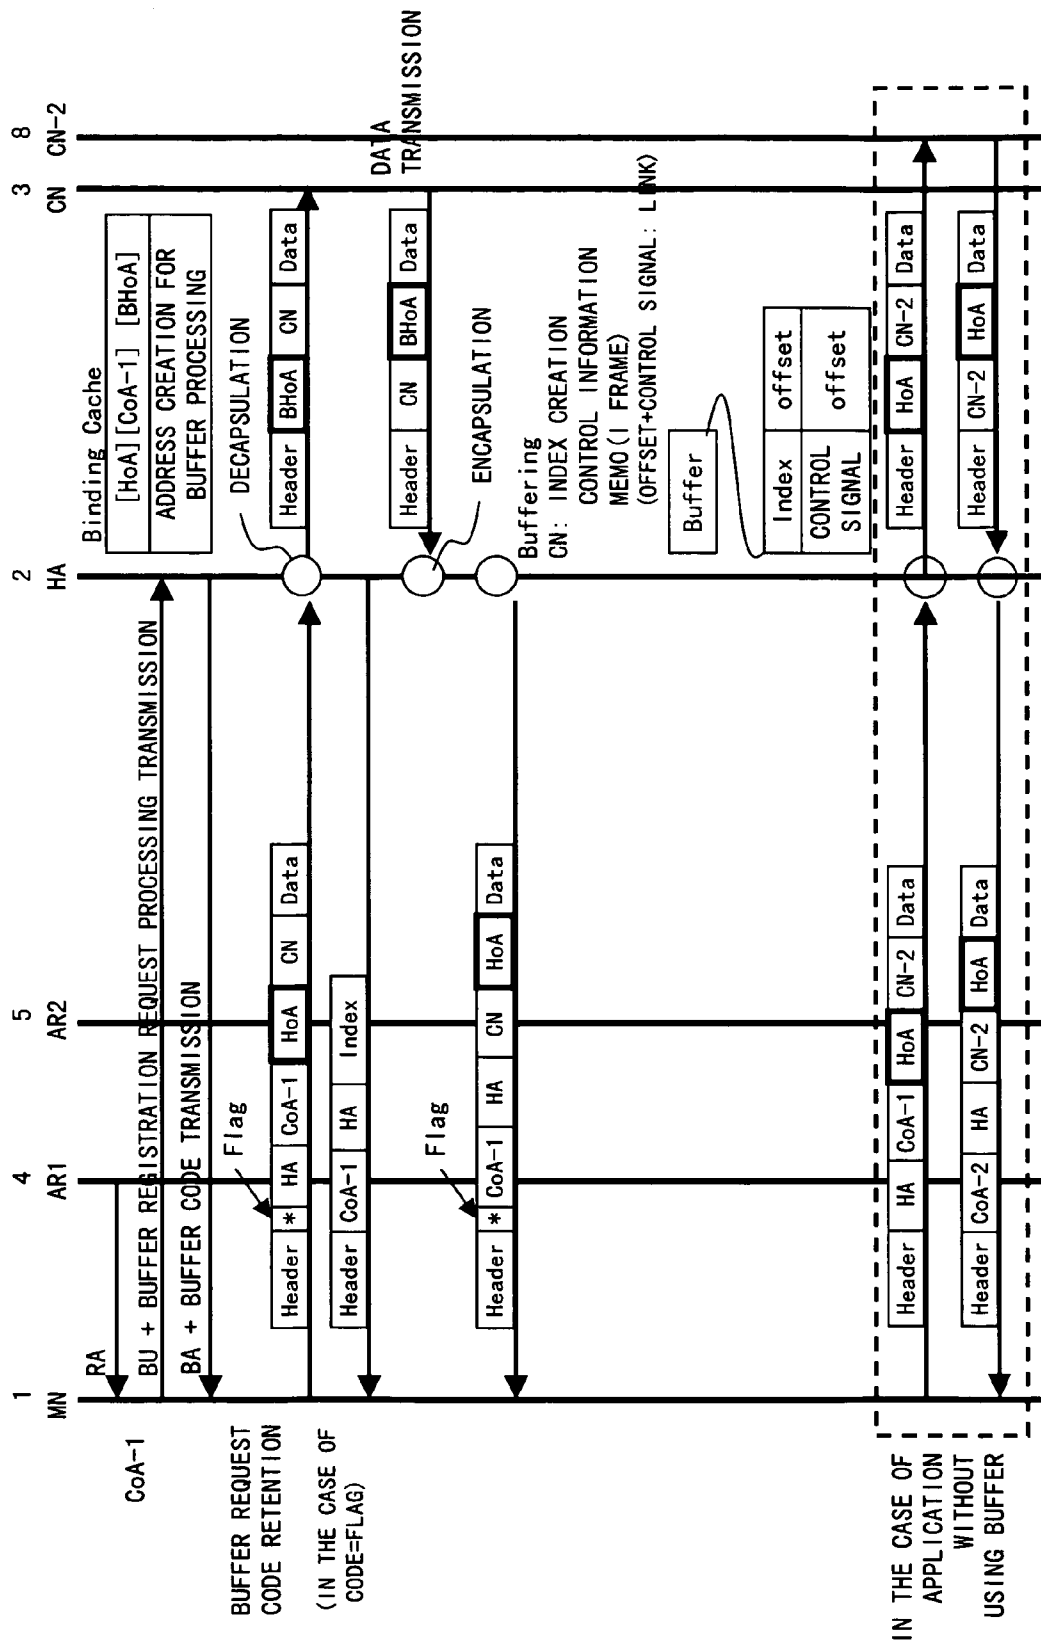 1
MN
4
AR1
5
AR2
2
HA
3
CN
8
CN-2
CoA-1
RA
BU + BUFFER REGISTRATION REQUEST PROCESSING TRANSMISSION
BA + BUFFER CODE TRANSMISSION
Binding Cache
[HoA][CoA-1] [BHoA]
ADDRESS CREATION FOR
BUFFER PROCESSING
BUFFER REQUEST
CODE RETENTION
(IN THE CASE OF
CODE=FLAG)
Flag
Header * HA CoA-1 HoA CN Data
DECAPSULATION
Header BHoA CN Data
Header CoA-1 HA Index
DATA
TRANSMISSION
Header CN BHoA Data
ENCAPSULATION
Flag
Header * CoA-1 HA CN HoA Data
Buffering
CN: INDEX CREATION
CONTROL INFORMATION
MEMO(I FRAME)
(OFFSET+CONTROL SIGNAL: LINK)
Buffer
Index offset
CONTROL
SIGNAL
offset
IN THE CASE OF
APPLICATION
WITHOUT
USING BUFFER
Header HA CoA-1 HoA CN-2 Data
Header HoA CN-2 Data
Header CoA-2 HA CN-2 HoA Data
Header CN-2 HoA Data